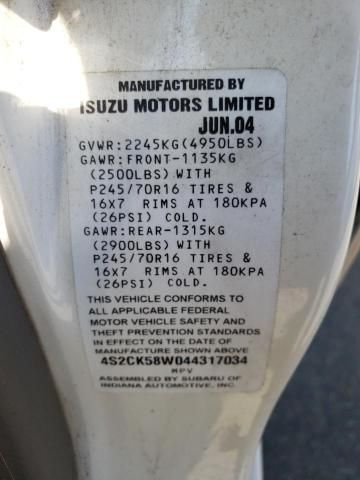 MANUFACTURED BY
ISUZU MOTORS LIMITED
JUN.04
GVWR:2245KG(4950LBS)
GAWR:FRONT-1135KG
(2500LBS)WITH
P245/70R16 TIRES &
16X7 RIMS AT 180KPA
(26PSI) COLD.
GAWR:REAR-1315KG
(2900LBS)WITH
P245/70R16 TIRES &
16X7 RIMS AT 180KPA
(26PSI) COLD.
THIS VEHICLE CONFORMS TO
ALL APPLICABLE FEDERAL
MOTOR VEHICLE SAFETY AND
THEFT PREVENTION STANDARDS
IN EFFECT ON THE DATE OF
MANUFACTURE SHOWN ABOVE
4S2CK58W044317034
MPV
ASSEMBLED BY SUBARU OF
INDIANA AUTOMOTIVE, INC.